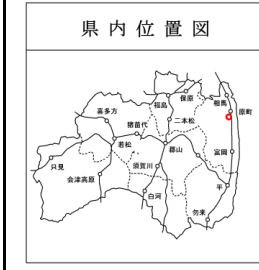 県内位置図
福島
保原
相馬
原町
喜多方
猪苗代
二本松
若松
郡山
富岡
只見
須賀川
会津高原
平
白河
勿来